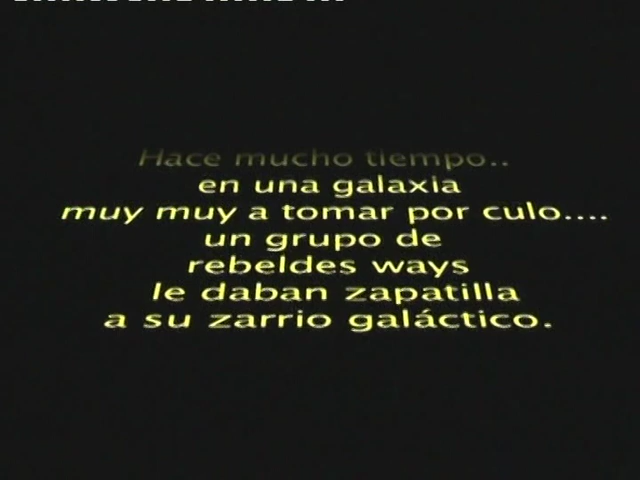 Hace mucho tiempo..
en una galaxia
muy muy a tomar por culo....
un grupo de
rebeldes ways
le daban zapatilla
a su zarrio galáctico.